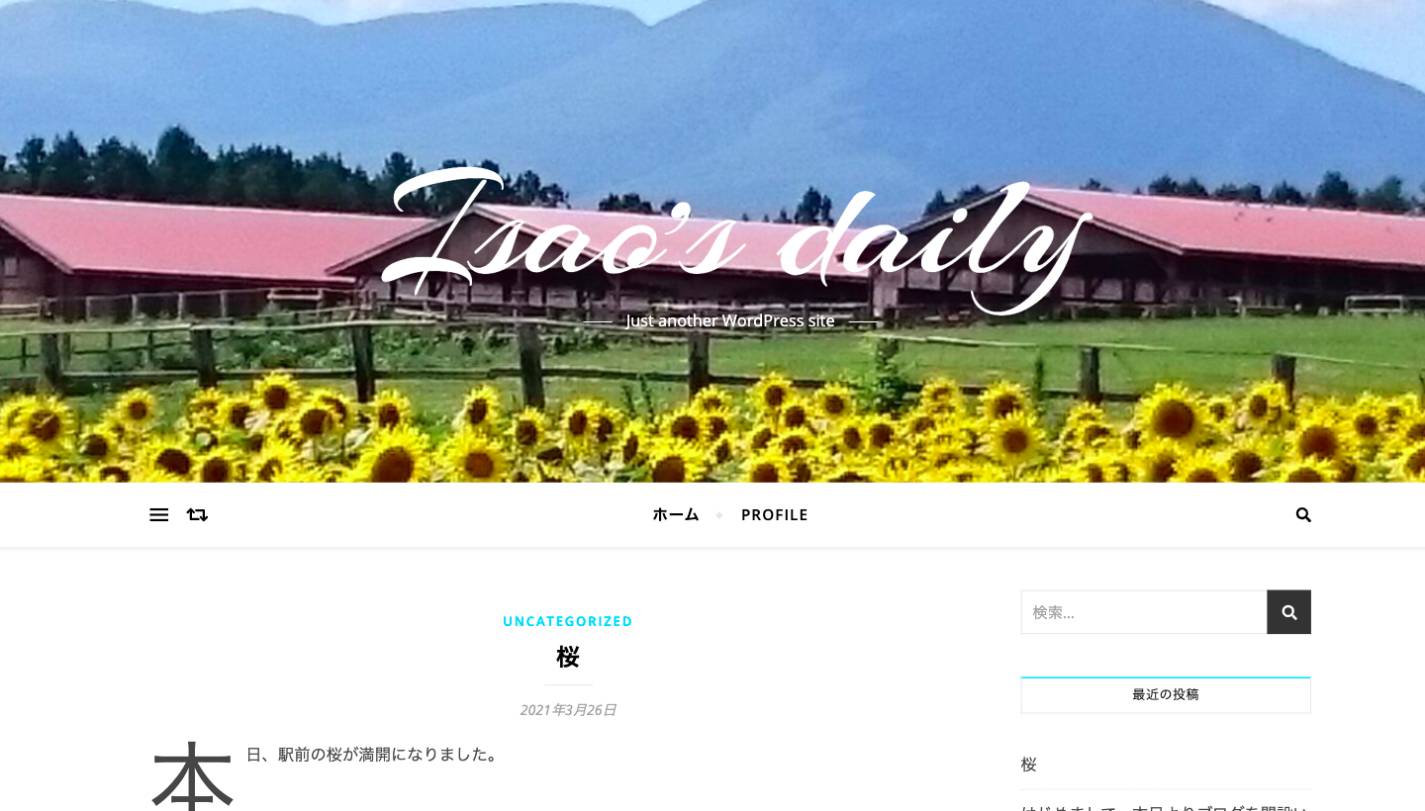 Isao's daily
Just another WordPress site
ホーム
PROFILE
UNCATEGORIZED
桜
2021年3月26日
本日、駅前の桜が満開になりました。
検索…
最近の投稿
桜